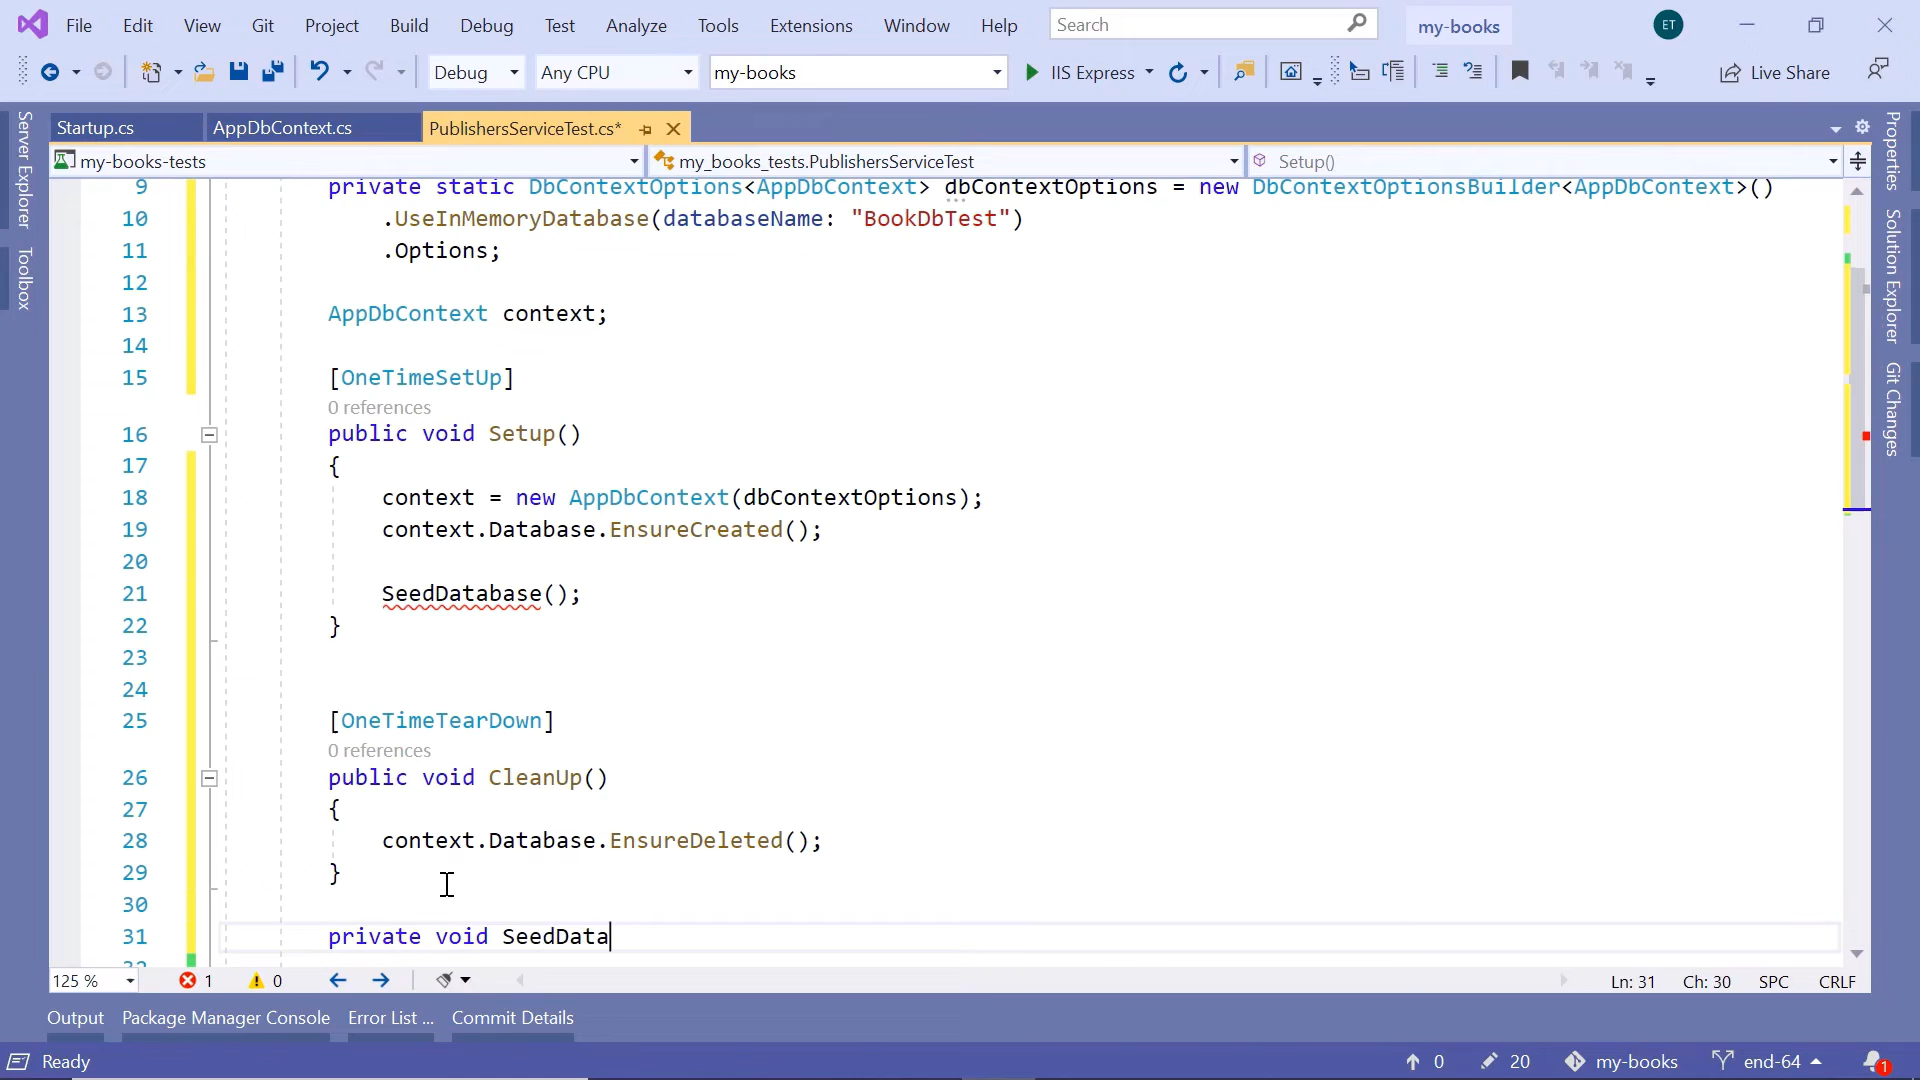 File Edit View Git Project Build Debug Test Analyze Tools Extensions Window Help Search my-books ET
Debug Any CPU my-books IIS Express Live Share
Server Explorer
Toolbox
Startup.cs AppDbContext.cs PublishersServiceTest.cs*
my-books-tests my_books_tests.PublishersServiceTest Setup()
9 private static DbContextOptions<AppDbContext> dbContextOptions = new DbContextOptionsBuilder<AppDbContext>()
10 .UseInMemoryDatabase(databaseName: "BookDbTest")
11 .Options;
12
13 AppDbContext context;
14
15 [OneTimeSetUp]
0 references
16 public void Setup()
17 {
18 context = new AppDbContext(dbContextOptions);
19 context.Database.EnsureCreated();
20
21 SeedDatabase();
22 }
23
24
25 [OneTimeTearDown]
0 references
26 public void CleanUp()
27 {
28 context.Database.EnsureDeleted();
29 }
30
31 private void SeedData
Properties
Solution Explorer
Git Changes
125 % 1 0 Ln: 31 Ch: 30 SPC CRLF
Output Package Manager Console Error List ... Commit Details
Ready 0 20 my-books end-64 1